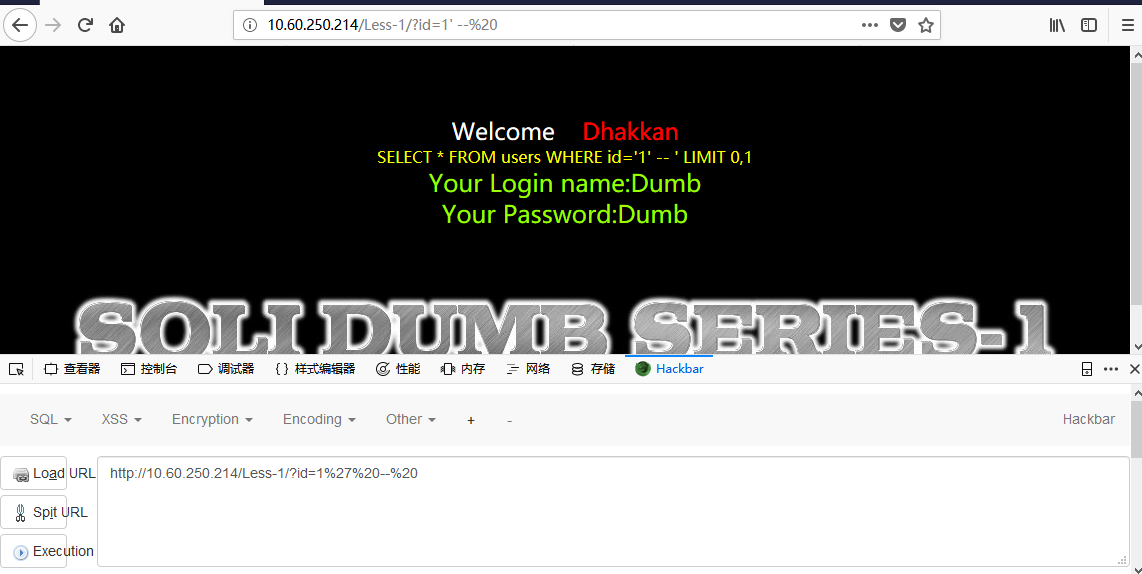 10.60.250.214/Less-1/?id=1' --%20
Welcome Dhakkan
SELECT * FROM users WHERE id='1' -- ' LIMIT 0,1
Your Login name:Dumb
Your Password:Dumb
SQLI DUMB SERIES-1
查看器 控制台 调试器 {} 样式编辑器 性能 内存 网络 存储 Hackbar
SQL XSS Encryption Encoding Other + - Hackbar
Load URL
http://10.60.250.214/Less-1/?id=1%27%20--%20
Split URL
Execution